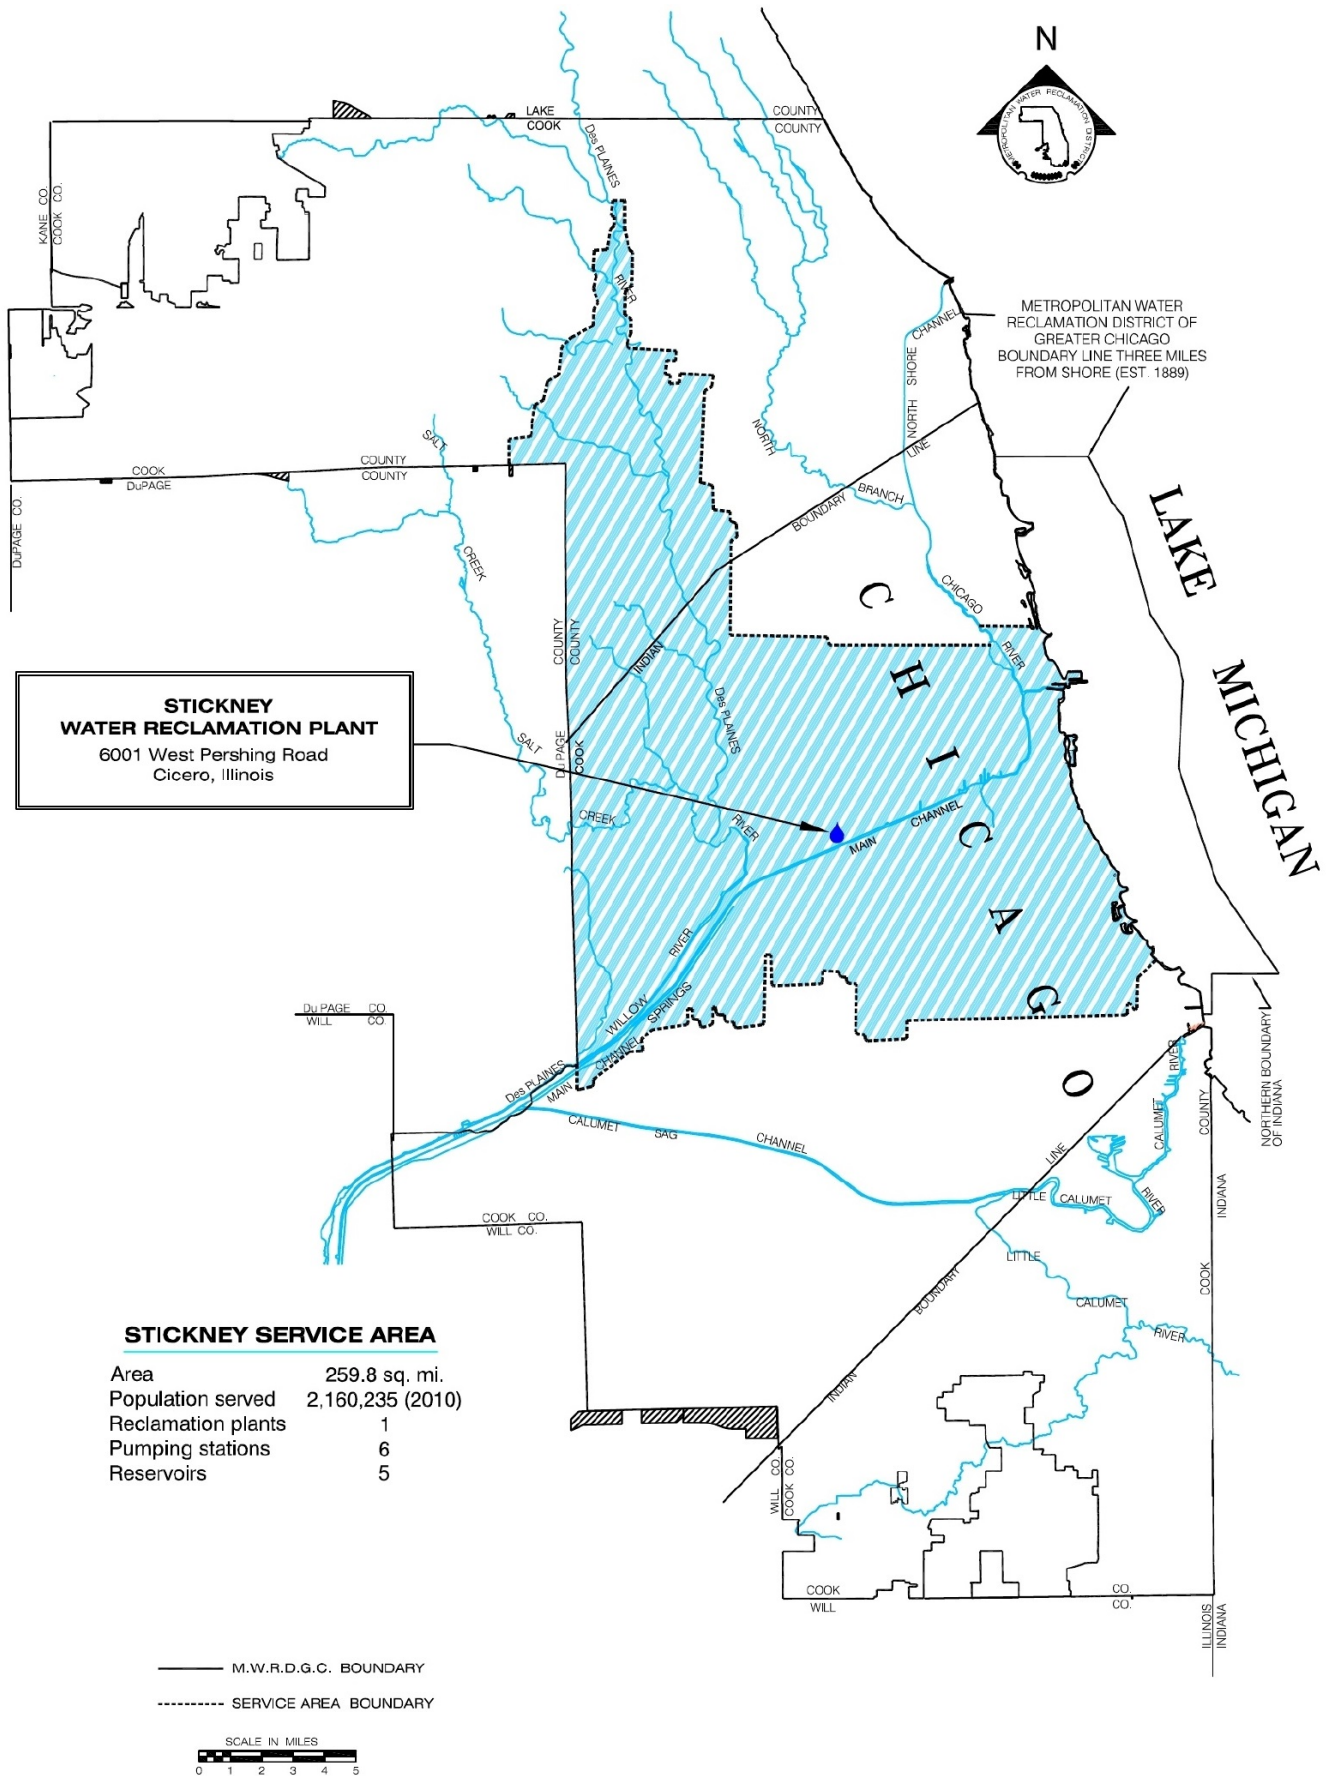 N
METROPOLITAN WATER RECLAMATION DISTRICT
LAKE COUNTY
COOK COUNTY
Des PLAINES
RIVER
KANE CO.
COOK CO.
METROPOLITAN WATER
RECLAMATION DISTRICT OF
GREATER CHICAGO
BOUNDARY LINE THREE MILES
FROM SHORE (EST. 1889)
NORTH SHORE CHANNEL
NORTH BRANCH
CHICAGO RIVER
INDIAN BOUNDARY LINE
SALT CREEK
COOK COUNTY
DuPAGE COUNTY
DuPAGE CO.
LAKE MICHIGAN
CHICAGO
COUNTY
COUNTY
Du PAGE
COOK
STICKNEY
WATER RECLAMATION PLANT
6001 West Pershing Road
Cicero, Illinois
SALT
CREEK
Des PLAINES
RIVER
MAIN CHANNEL
RIVER
WILLOW
SPRINGS
CHANNEL
Des PLAINES
MAIN
Du PAGE CO.
WILL CO.
NORTHERN BOUNDARY
OF INDIANA
CALUMET RIVER
CALUMET SAG CHANNEL
LITTLE CALUMET RIVER
COOK CO.
WILL CO.
INDIAN BOUNDARY LINE
LITTLE
CALUMET
RIVER
COOK COUNTY
INDIANA
STICKNEY SERVICE AREA
Area 259.8 sq. mi.
Population served 2,160,235 (2010)
Reclamation plants 1
Pumping stations 6
Reservoirs 5
WILL CO.
COOK CO.
COOK CO.
WILL CO.
ILLINOIS
INDIANA
M.W.R.D.G.C. BOUNDARY
SERVICE AREA BOUNDARY
SCALE IN MILES
0 1 2 3 4 5